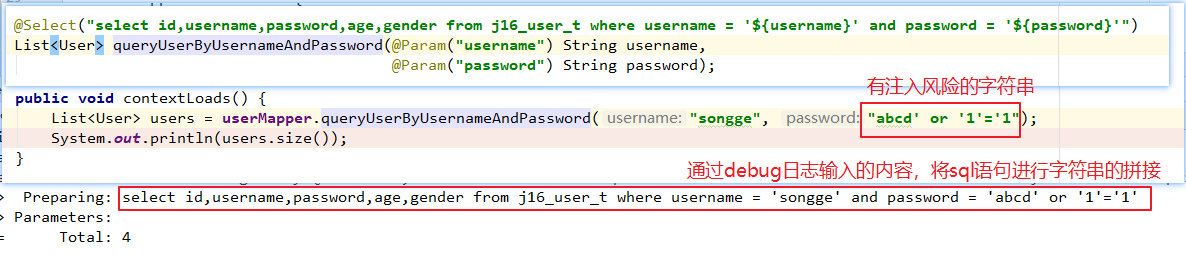 @Select("select id,username,password,age,gender from j16_user_t where username = '${username}' and password = '${password}'")
List<User> queryUserByUsernameAndPassword(@Param("username") String username,
@Param("password") String password);
有注入风险的字符串
public void contextLoads() {
List<User> users = userMapper.queryUserByUsernameAndPassword( username: "songge", password: "abcd' or '1'='1");
System.out.println(users.size());
}
通过debug日志输入的内容，将sql语句进行字符串的拼接
> Preparing: select id,username,password,age,gender from j16_user_t where username = 'songge' and password = 'abcd' or '1'='1'
> Parameters:
= Total: 4